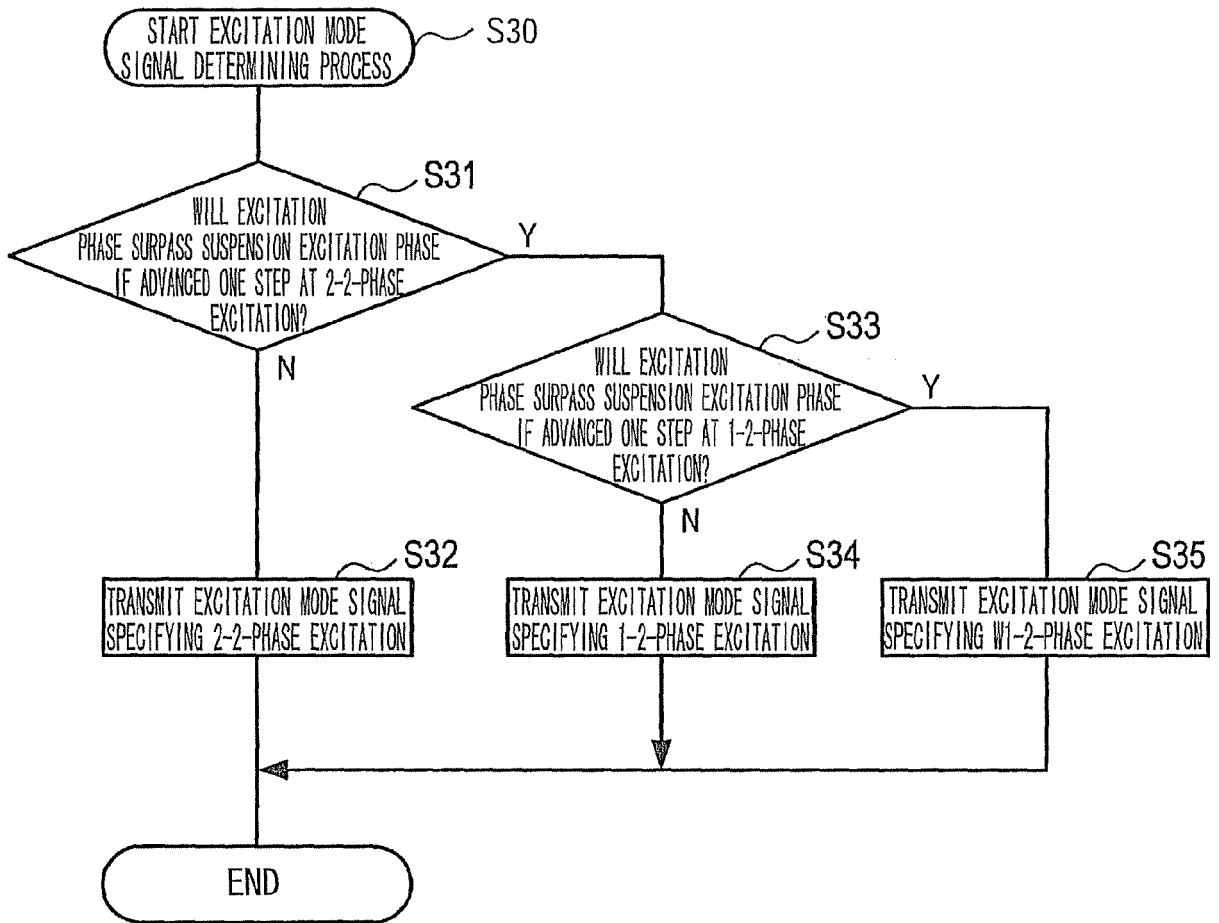 START EXCITATION MODE
SIGNAL DETERMINING PROCESS
S30
S31
WILL EXCITATION
PHASE SURPASS SUSPENSION EXCITATION PHASE
IF ADVANCED ONE STEP AT 2-2-PHASE
EXCITATION?
Y
N
S33
WILL EXCITATION
PHASE SURPASS SUSPENSION EXCITATION PHASE
IF ADVANCED ONE STEP AT 1-2-PHASE
EXCITATION?
Y
N
S32
TRANSMIT EXCITATION MODE SIGNAL
SPECIFYING 2-2-PHASE EXCITATION
S34
TRANSMIT EXCITATION MODE SIGNAL
SPECIFYING 1-2-PHASE EXCITATION
S35
TRANSMIT EXCITATION MODE SIGNAL
SPECIFYING W1-2-PHASE EXCITATION
END